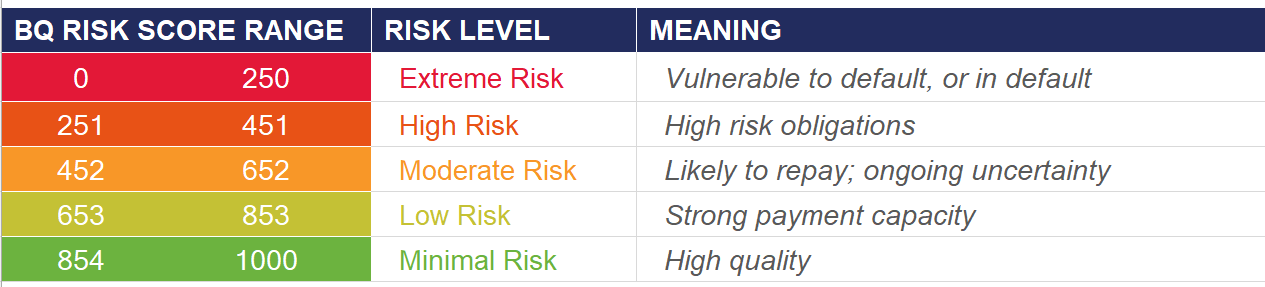 BQ RISK SCORE RANGE RISK LEVEL MEANING
0 250 Extreme Risk Vulnerable to default, or in default
251 451 High Risk High risk obligations
452 652 Moderate Risk Likely to repay; ongoing uncertainty
653 853 Low Risk Strong payment capacity
854 1000 Minimal Risk High quality